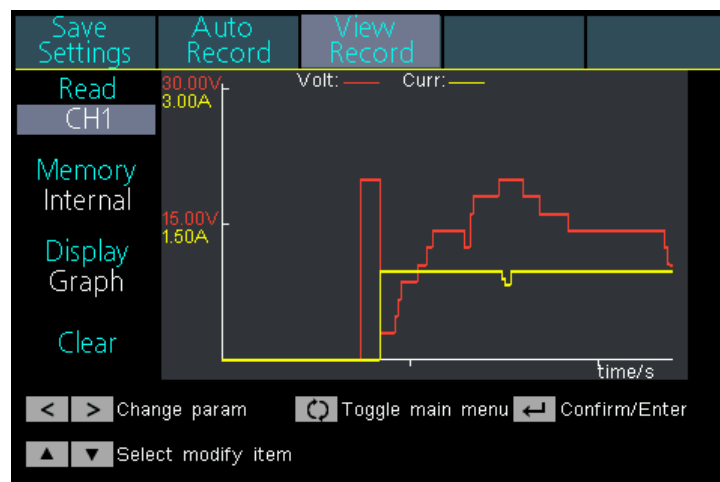 Save Settings
Auto Record
View Record
Read
CH1
Memory
Internal
Display
Graph
Clear
30.00V
3.00A
Volt:
Curr:
15.00V
1.50A
time/s
< > Change param
Toggle main menu
Confirm/Enter
▲ ▼ Select modify item